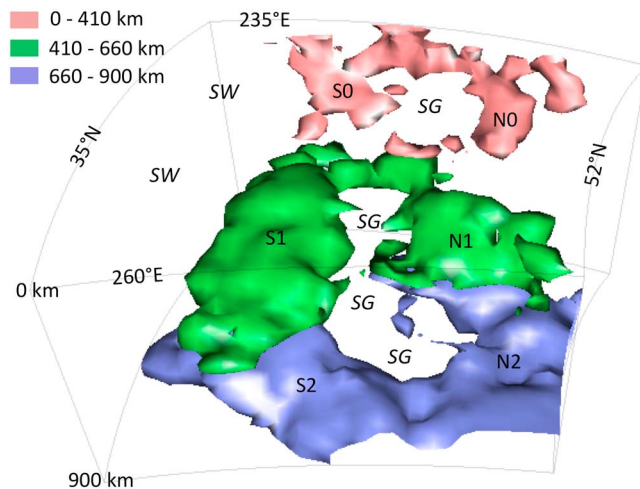 0 - 410 km
410 - 660 km
660 - 900 km
235°E
SW
S0
SG
N0
35°N
52°N
SW
SG
S1
N1
260°E
0 km
SG
SG
S2
N2
900 km